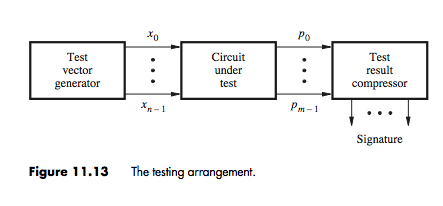 x0
p0
Test
vector
generator
Circuit
under
test
Test
result
compressor
xn – 1
pm – 1
Signature
Figure 11.13 The testing arrangement.